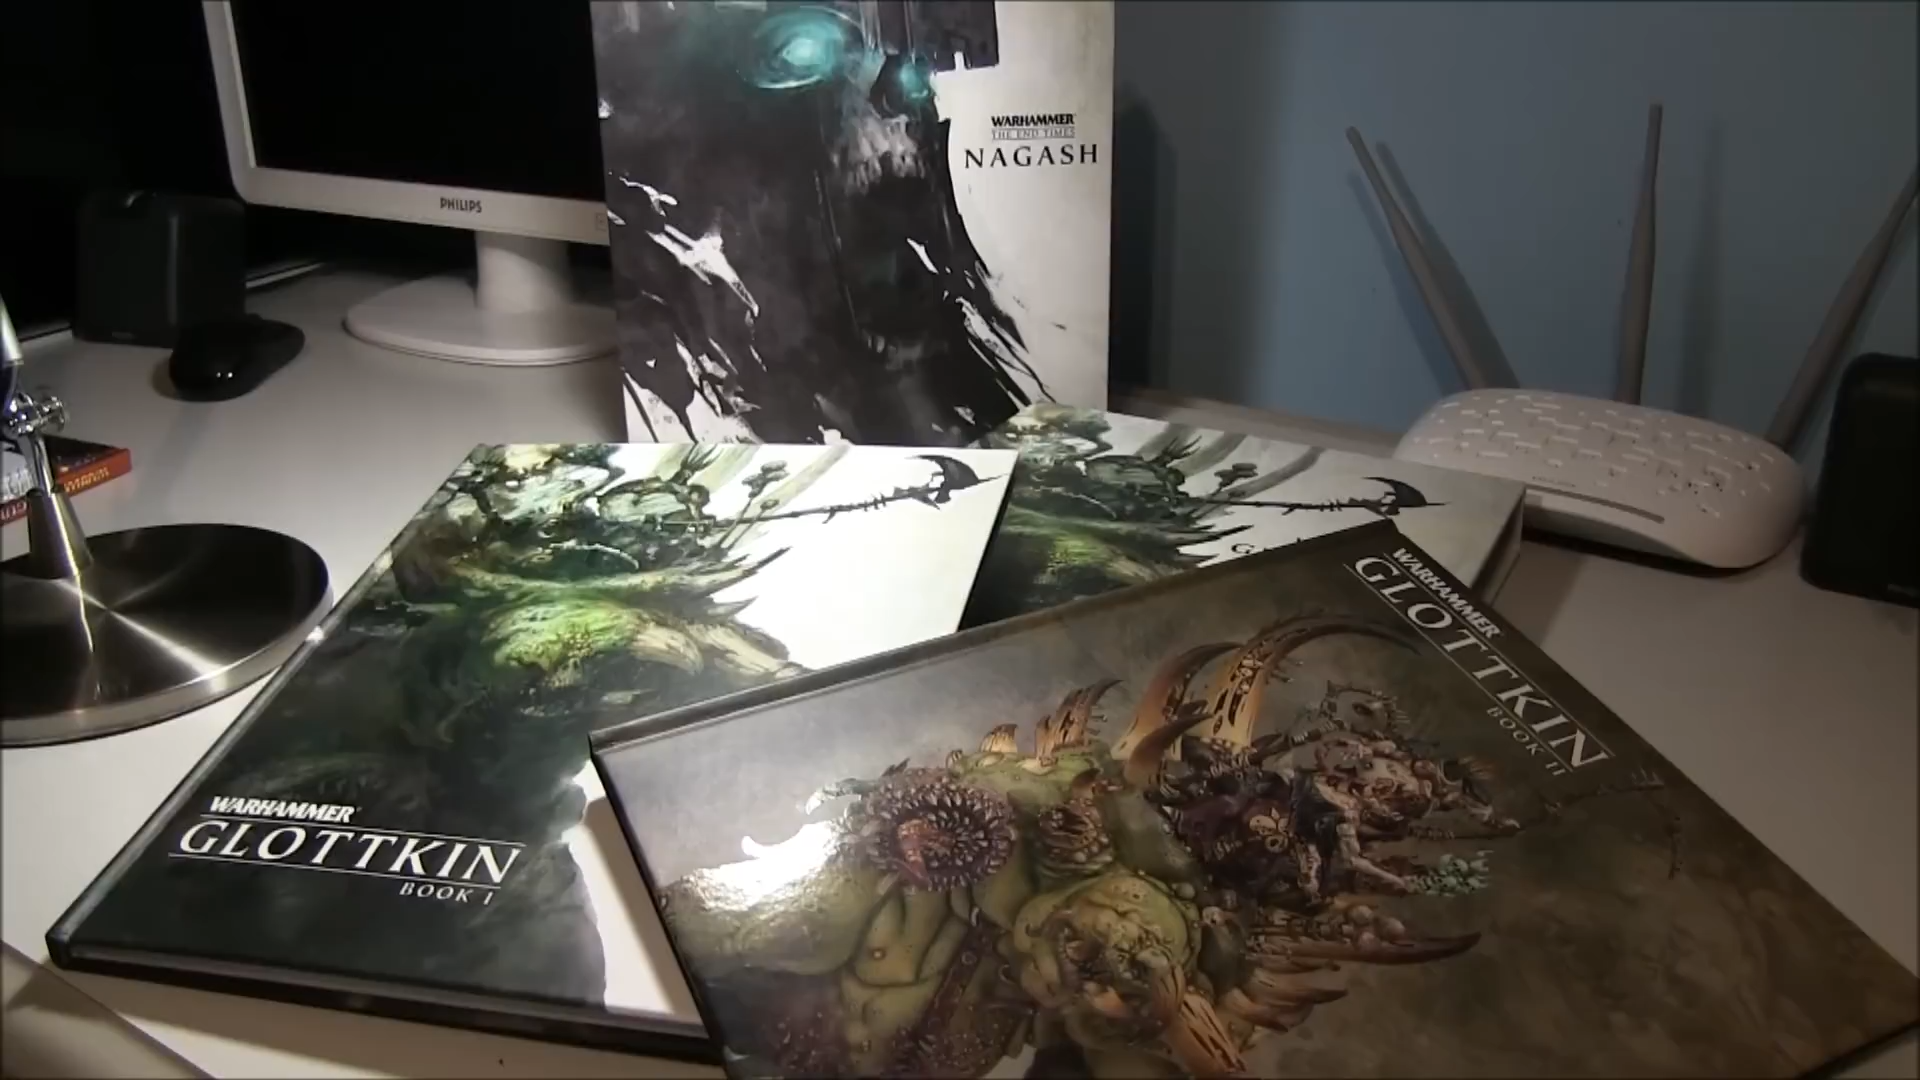 PHILIPS
WARHAMMER
THE END TIMES
NAGASH
WARHAMMER
GLOTTKIN
BOOK I
WARHAMMER
GLOTTKIN
BOOK II